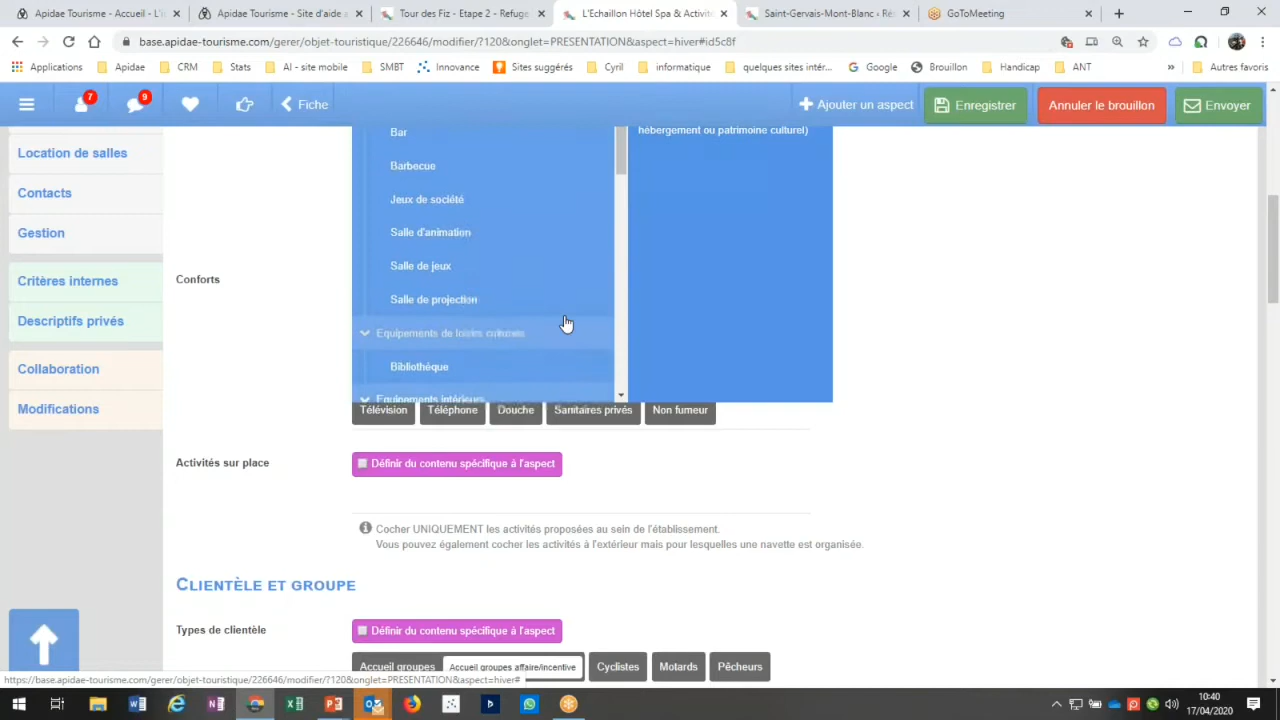 Apidae Tourisme - Accueil - L'I
Apidae Tourisme - Site d'aide a
Tour des Fiz - Etape 2 - Refuge
L'Echaillon Hôtel Spa & Activité
Saint-Gervais-Mont-Blanc • Rés
GoToMeeting
base.apidae-tourisme.com/gerer/objet-touristique/226646/modifier/?120&onglet=PRESENTATION&aspect=hiver#id5c8f
Applications Apidae CRM Stats AI - site mobile SMBT Innovance Sites suggérés Cyril informatique quelques sites intér... Google Brouillon Handicap ANT » Autres favoris
7 9 Fiche Ajouter un aspect Enregistrer Annuler le brouillon Envoyer
Location de salles
Contacts
Gestion
Critères internes
Descriptifs privés
Collaboration
Modifications
Bar
hébergement ou patrimoine culturel)
Barbecue
Jeux de société
Salle d'animation
Salle de jeux
Conforts
Salle de projection
Equipements de loisirs culturels
Bibliothèque
Equipements intérieurs
Télévision Téléphone Douche Sanitaires privés Non fumeur
Activités sur place
Définir du contenu spécifique à l'aspect
Cocher UNIQUEMENT les activités proposées au sein de l'établissement.
Vous pouvez également cocher les activités à l'extérieur mais pour lesquelles une navette est organisée.
CLIENTÈLE ET GROUPE
Types de clientèle
Définir du contenu spécifique à l'aspect
Accueil groupes Accueil groupes affaire/incentive Cyclistes Motards Pêcheurs
https://base.apidae-tourisme.com/gerer/objet-touristique/226646/modifier/?120&onglet=PRESENTATION&aspect=hiver#
10:40
17/04/2020